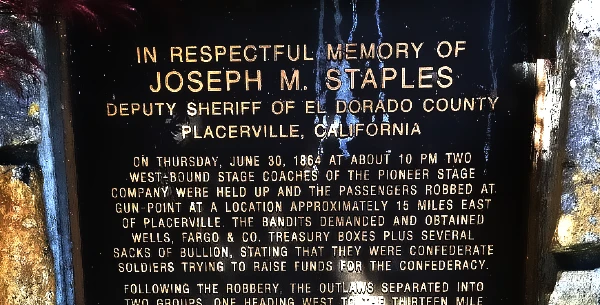 IN RESPECTFUL MEMORY OF
JOSEPH M. STAPLES
DEPUTY SHERIFF OF EL DORADO COUNTY
PLACERVILLE, CALIFORNIA
ON THURSDAY, JUNE 30, 1864 AT ABOUT 10 PM TWO
WEST-BOUND STAGE COACHES OF THE PIONEER STAGE
COMPANY WERE HELD UP AND THE PASSENGERS ROBBED AT
GUN-POINT AT A LOCATION APPROXIMATELY 15 MILES EAST
OF PLACERVILLE. THE BANDITS DEMANDED AND OBTAINED
WELLS, FARGO & CO. TREASURY BOXES PLUS SEVERAL
SACKS OF BULLION, STATING THAT THEY WERE CONFEDERATE
SOLDIERS TRYING TO RAISE FUNDS FOR THE CONFEDERACY.
FOLLOWING THE ROBBERY, THE OUTLAWS SEPARATED INTO
TWO GROUPS, ONE HEADING WEST TO THE THIRTEEN MILE